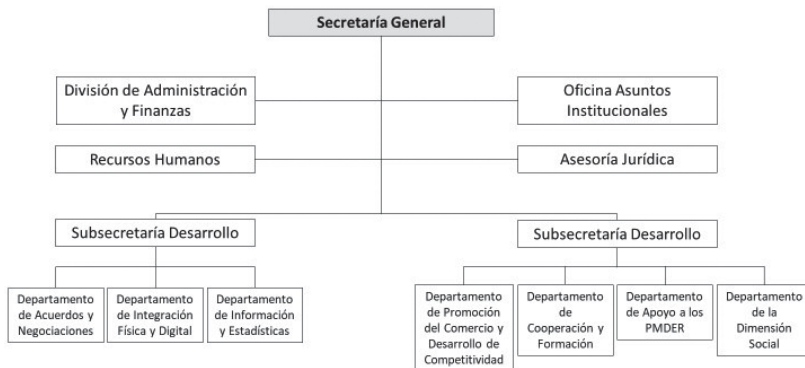 Secretaría General
División de Administración
y Finanzas
Oficina Asuntos
Institucionales
Recursos Humanos
Asesoría Jurídica
Subsecretaría Desarrollo
Subsecretaría Desarrollo
Departamento
de Acuerdos y
Negociaciones
Departamento
de Integración
Física y Digital
Departamento
de Información
y Estadísticas
Departamento
de Promoción
del Comercio y
Desarrollo de
Competitividad
Departamento
de
Cooperación y
Formación
Departamento
de Apoyo a los
PMDER
Departamento
de la
Dimensión
Social